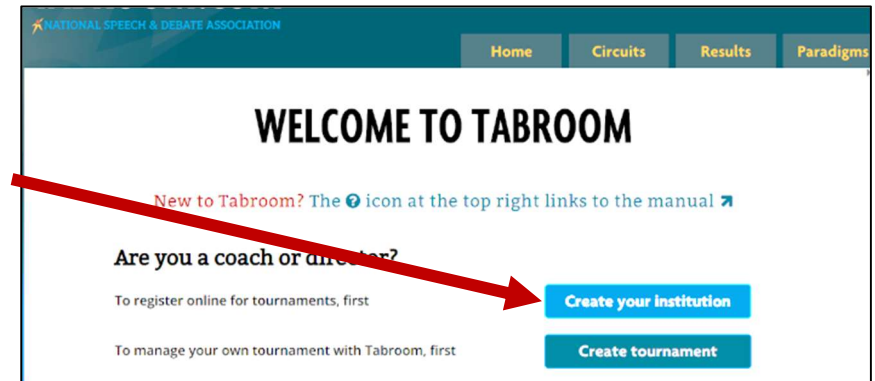 NATIONAL SPEECH & DEBATE ASSOCIATION
Home Circuits Results Paradigms
WELCOME TO TABROOM
New to Tabroom? The ? icon at the top right links to the manual
Are you a coach or director?
To register online for tournaments, first Create your institution
To manage your own tournament with Tabroom, first Create tournament